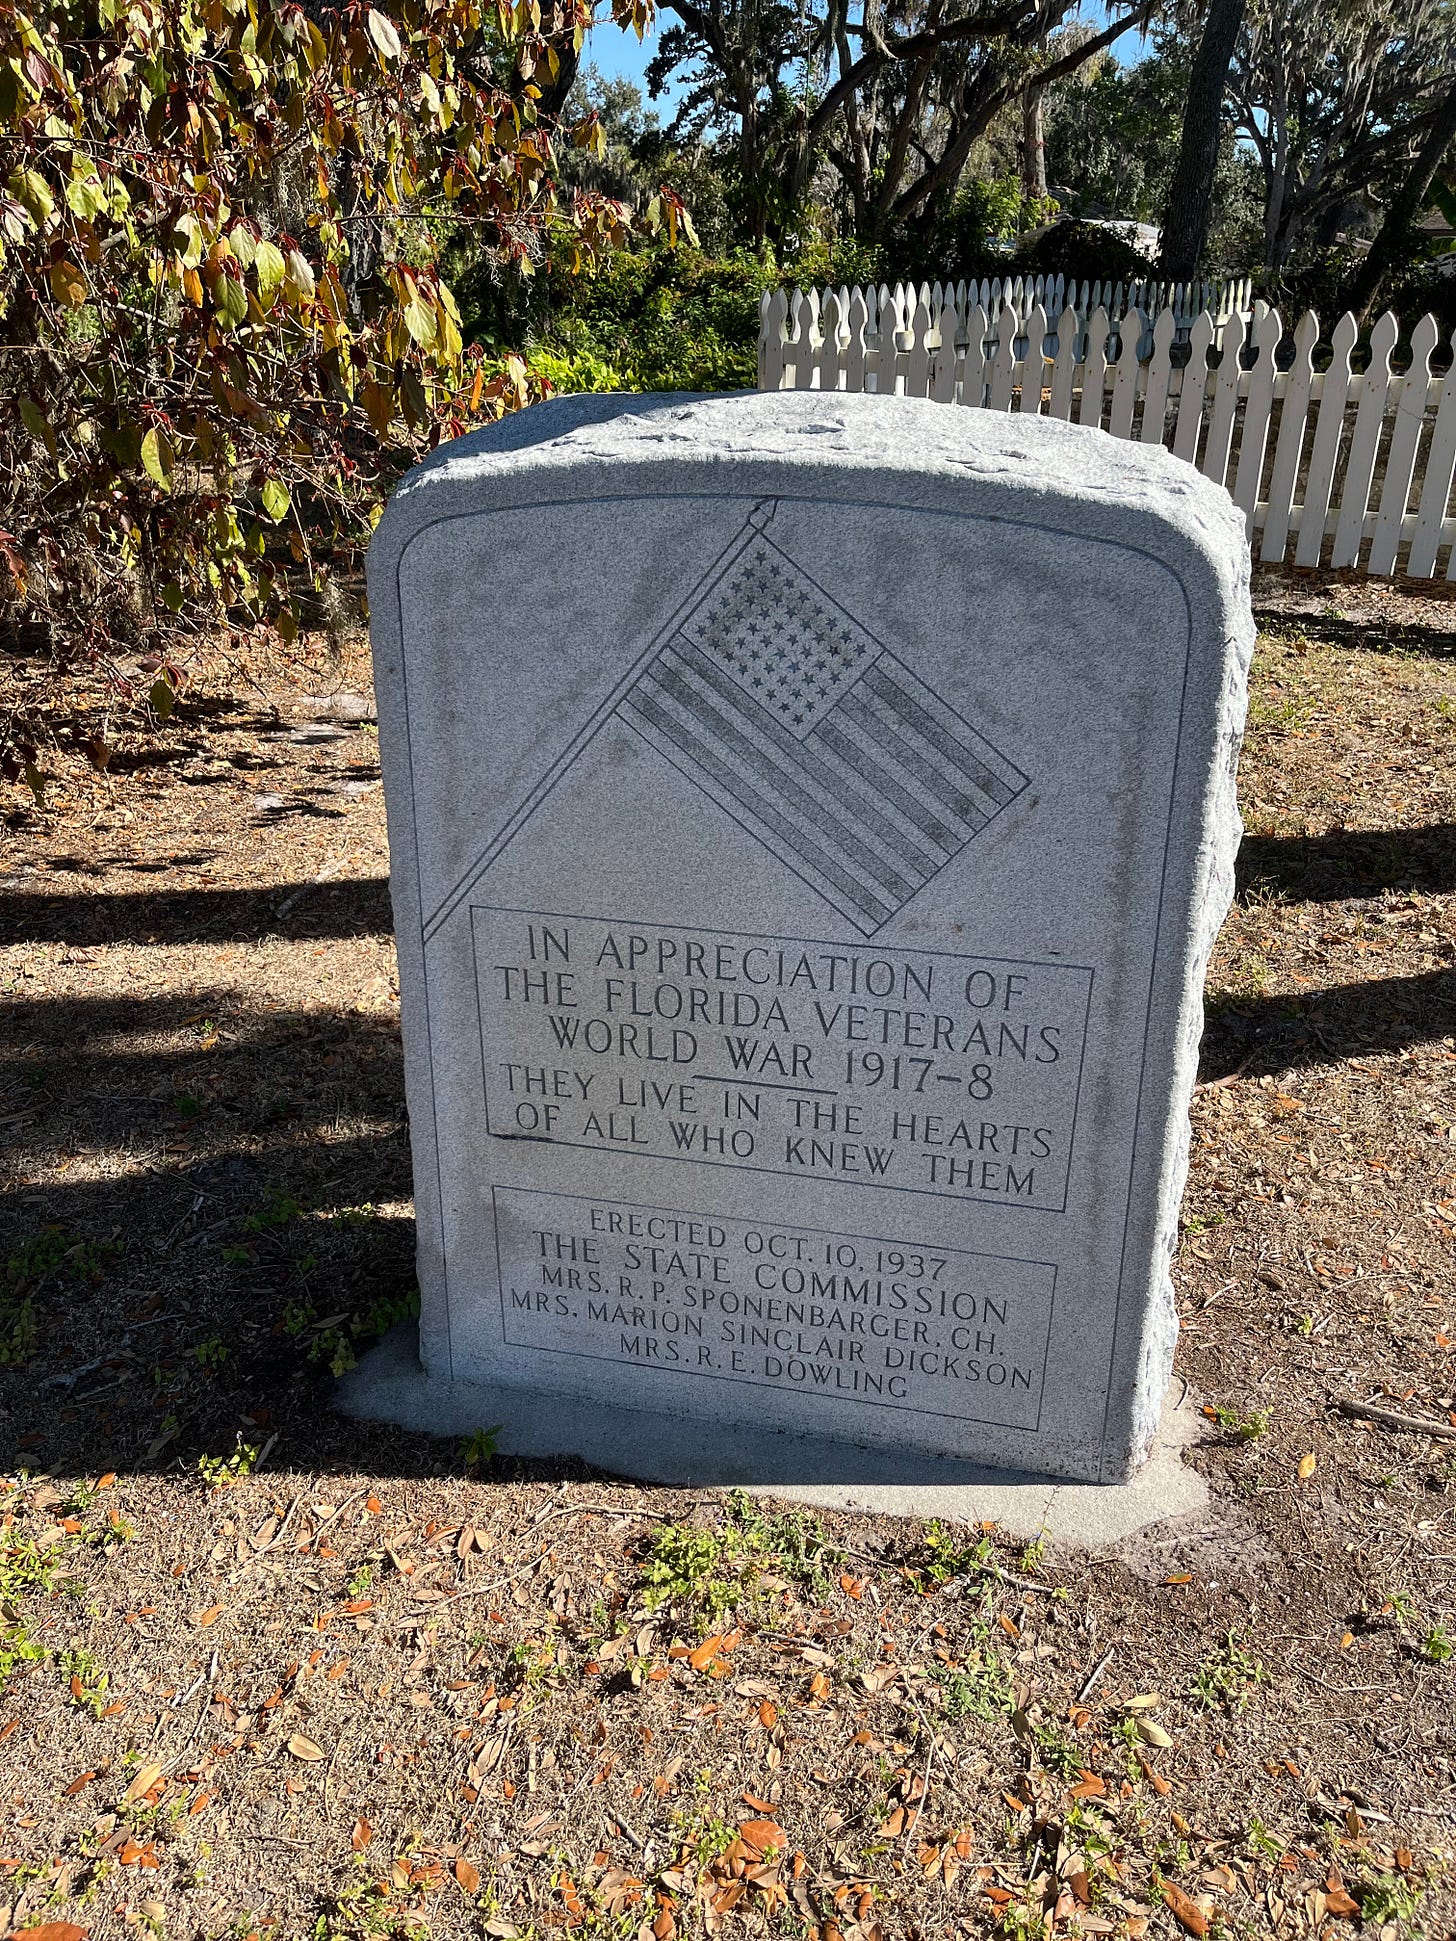 IN APPRECIATION OF
THE FLORIDA VETERANS
WORLD WAR 1917-8
THEY LIVE IN THE HEARTS
OF ALL WHO KNEW THEM
ERECTED OCT. 10, 1937
THE STATE COMMISSION
MRS. R. P. SPONENBARGER, CH.
MRS. MARION SINCLAIR DICKSON
MRS. R. E. DOWLING